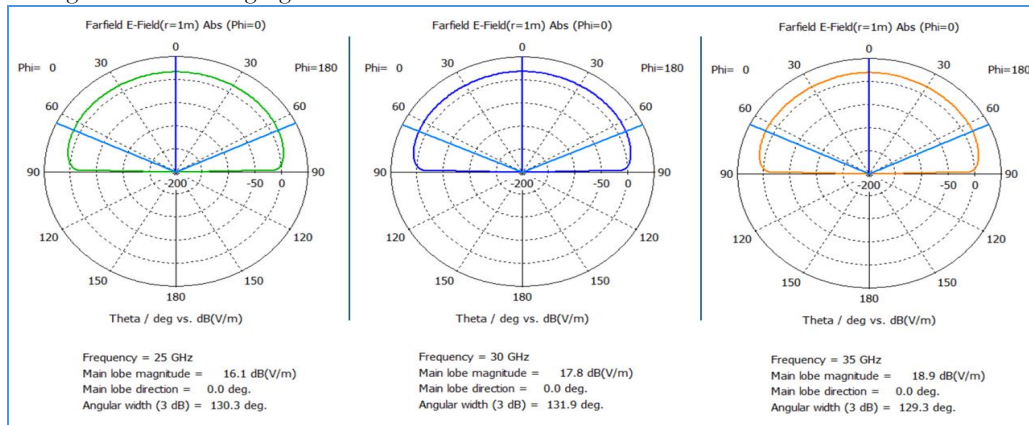 Farfield E-Field(r=1m) Abs (Phi=0)
0
Phi= 0
30
30
Phi=180
60
60
90
-200
-50
0
90
120
120
150
150
180
Theta / deg vs. dB(V/m)
Frequency = 25 GHz
Main lobe magnitude = 16.1 dB(V/m)
Main lobe direction = 0.0 deg.
Angular width (3 dB) = 130.3 deg.
Farfield E-Field(r=1m) Abs (Phi=0)
0
Phi= 0
30
30
Phi=180
60
60
90
-200
-50
0
90
120
120
150
150
180
Theta / deg vs. dB(V/m)
Frequency = 30 GHz
Main lobe magnitude = 17.8 dB(V/m)
Main lobe direction = 0.0 deg.
Angular width (3 dB) = 131.9 deg.
Farfield E-Field(r=1m) Abs (Phi=0)
0
Phi= 0
30
30
Phi=180
60
60
90
-200
-50
0
90
120
120
150
150
180
Theta / deg vs. dB(V/m)
Frequency = 35 GHz
Main lobe magnitude = 18.9 dB(V/m)
Main lobe direction = 0.0 deg.
Angular width (3 dB) = 129.3 deg.